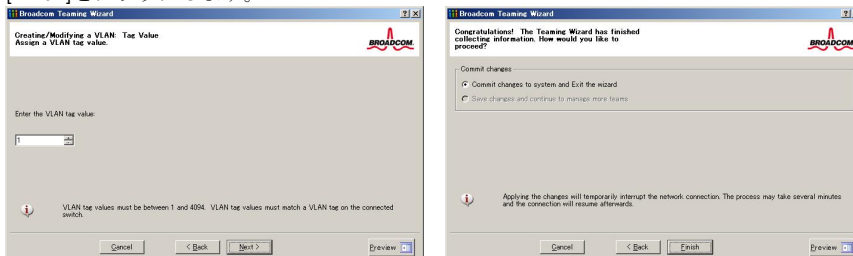 Broadcom Teaming Wizard
Creating/Modifying a VLAN: Tag Value
Assign a VLAN tag value.
BROADCOM.
Enter the VLAN tag value:
1
VLAN tag values must be between 1 and 4094. VLAN tag values must match a VLAN tag on the connected
switch.
Cancel
< Back
Next >
Preview
Broadcom Teaming Wizard
Congratulations! The Teaming Wizard has finished
collecting information. How would you like to
proceed?
BROADCOM
Commit changes
Commit changes to system and Exit the wizard
Save changes and continue to manage more teams
Applying the changes will temporarily interrupt the network connection. The process may take several minutes
and the connection will resume afterwards.
Cancel
< Back
Finish
Preview